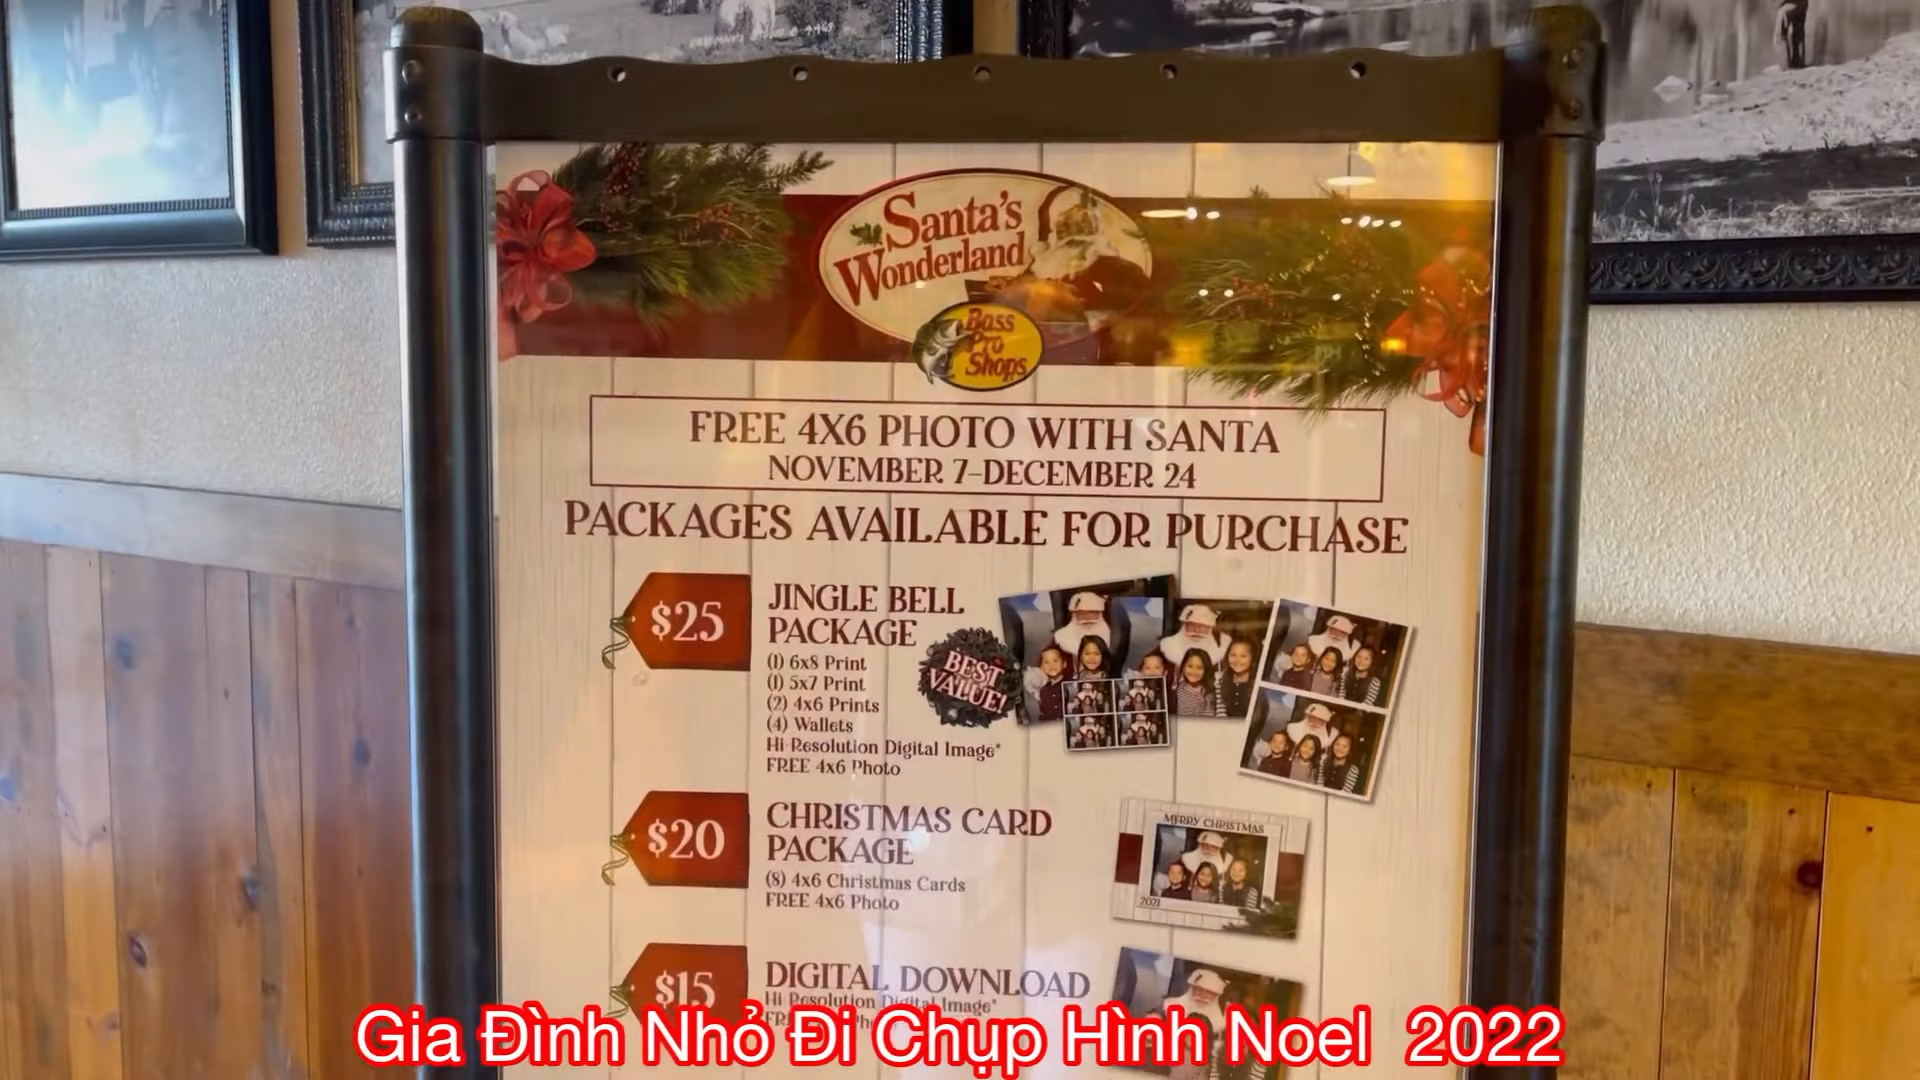 Santa's
Wonderland
Bass
Pro
Shops
FREE 4X6 PHOTO WITH SANTA
NOVEMBER 7-DECEMBER 24
PACKAGES AVAILABLE FOR PURCHASE
$25
JINGLE BELL
PACKAGE
(1) 6x8 Print
(1) 5x7 Print
(2) 4x6 Prints
(4) Wallets
Hi-Resolution Digital Image*
FREE 4x6 Photo
BEST
VALUE!
$20
CHRISTMAS CARD
PACKAGE
(8) 4x6 Christmas Cards
FREE 4x6 Photo
MERRY CHRISTMAS
2021
$15
DIGITAL DOWNLOAD
Hi-Resolution Digital Image*
Gia Đình Nhỏ Đi Chụp Hình Noel 2022